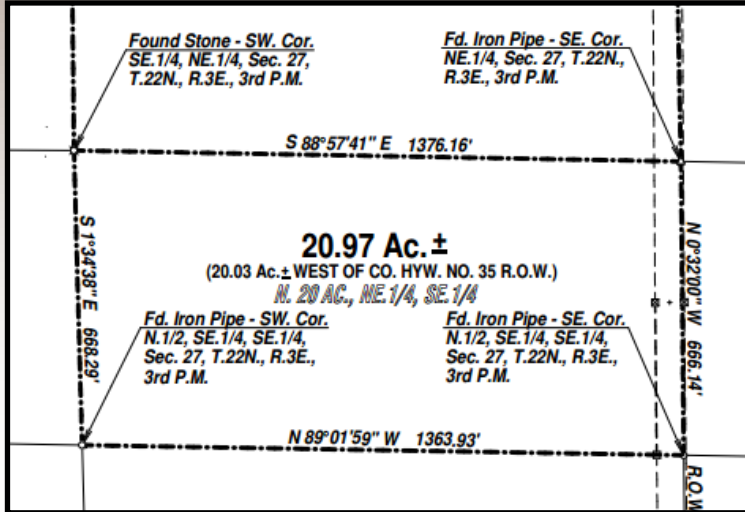 Found Stone - SW. Cor.
SE.1/4, NE.1/4, Sec. 27,
T.22N., R.3E., 3rd P.M.
Fd. Iron Pipe - SE. Cor.
NE.1/4, Sec. 27, T.22N.,
R.3E., 3rd P.M.
S 88°57'41" E 1376.16'
S 1°34'38" E 668.29'
20.97 Ac.±
(20.03 Ac.± WEST OF CO. HYW. NO. 35 R.O.W.)
N. 20 AC., NE.1/4, SE.1/4
N 0°32'00" W 666.14'
Fd. Iron Pipe - SW. Cor.
N.1/2, SE.1/4, SE.1/4,
Sec. 27, T.22N., R.3E.,
3rd P.M.
Fd. Iron Pipe - SE. Cor.
N.1/2, SE.1/4, SE.1/4,
Sec. 27, T.22N., R.3E.,
3rd P.M.
N 89°01'59" W 1363.93'
R.O.W